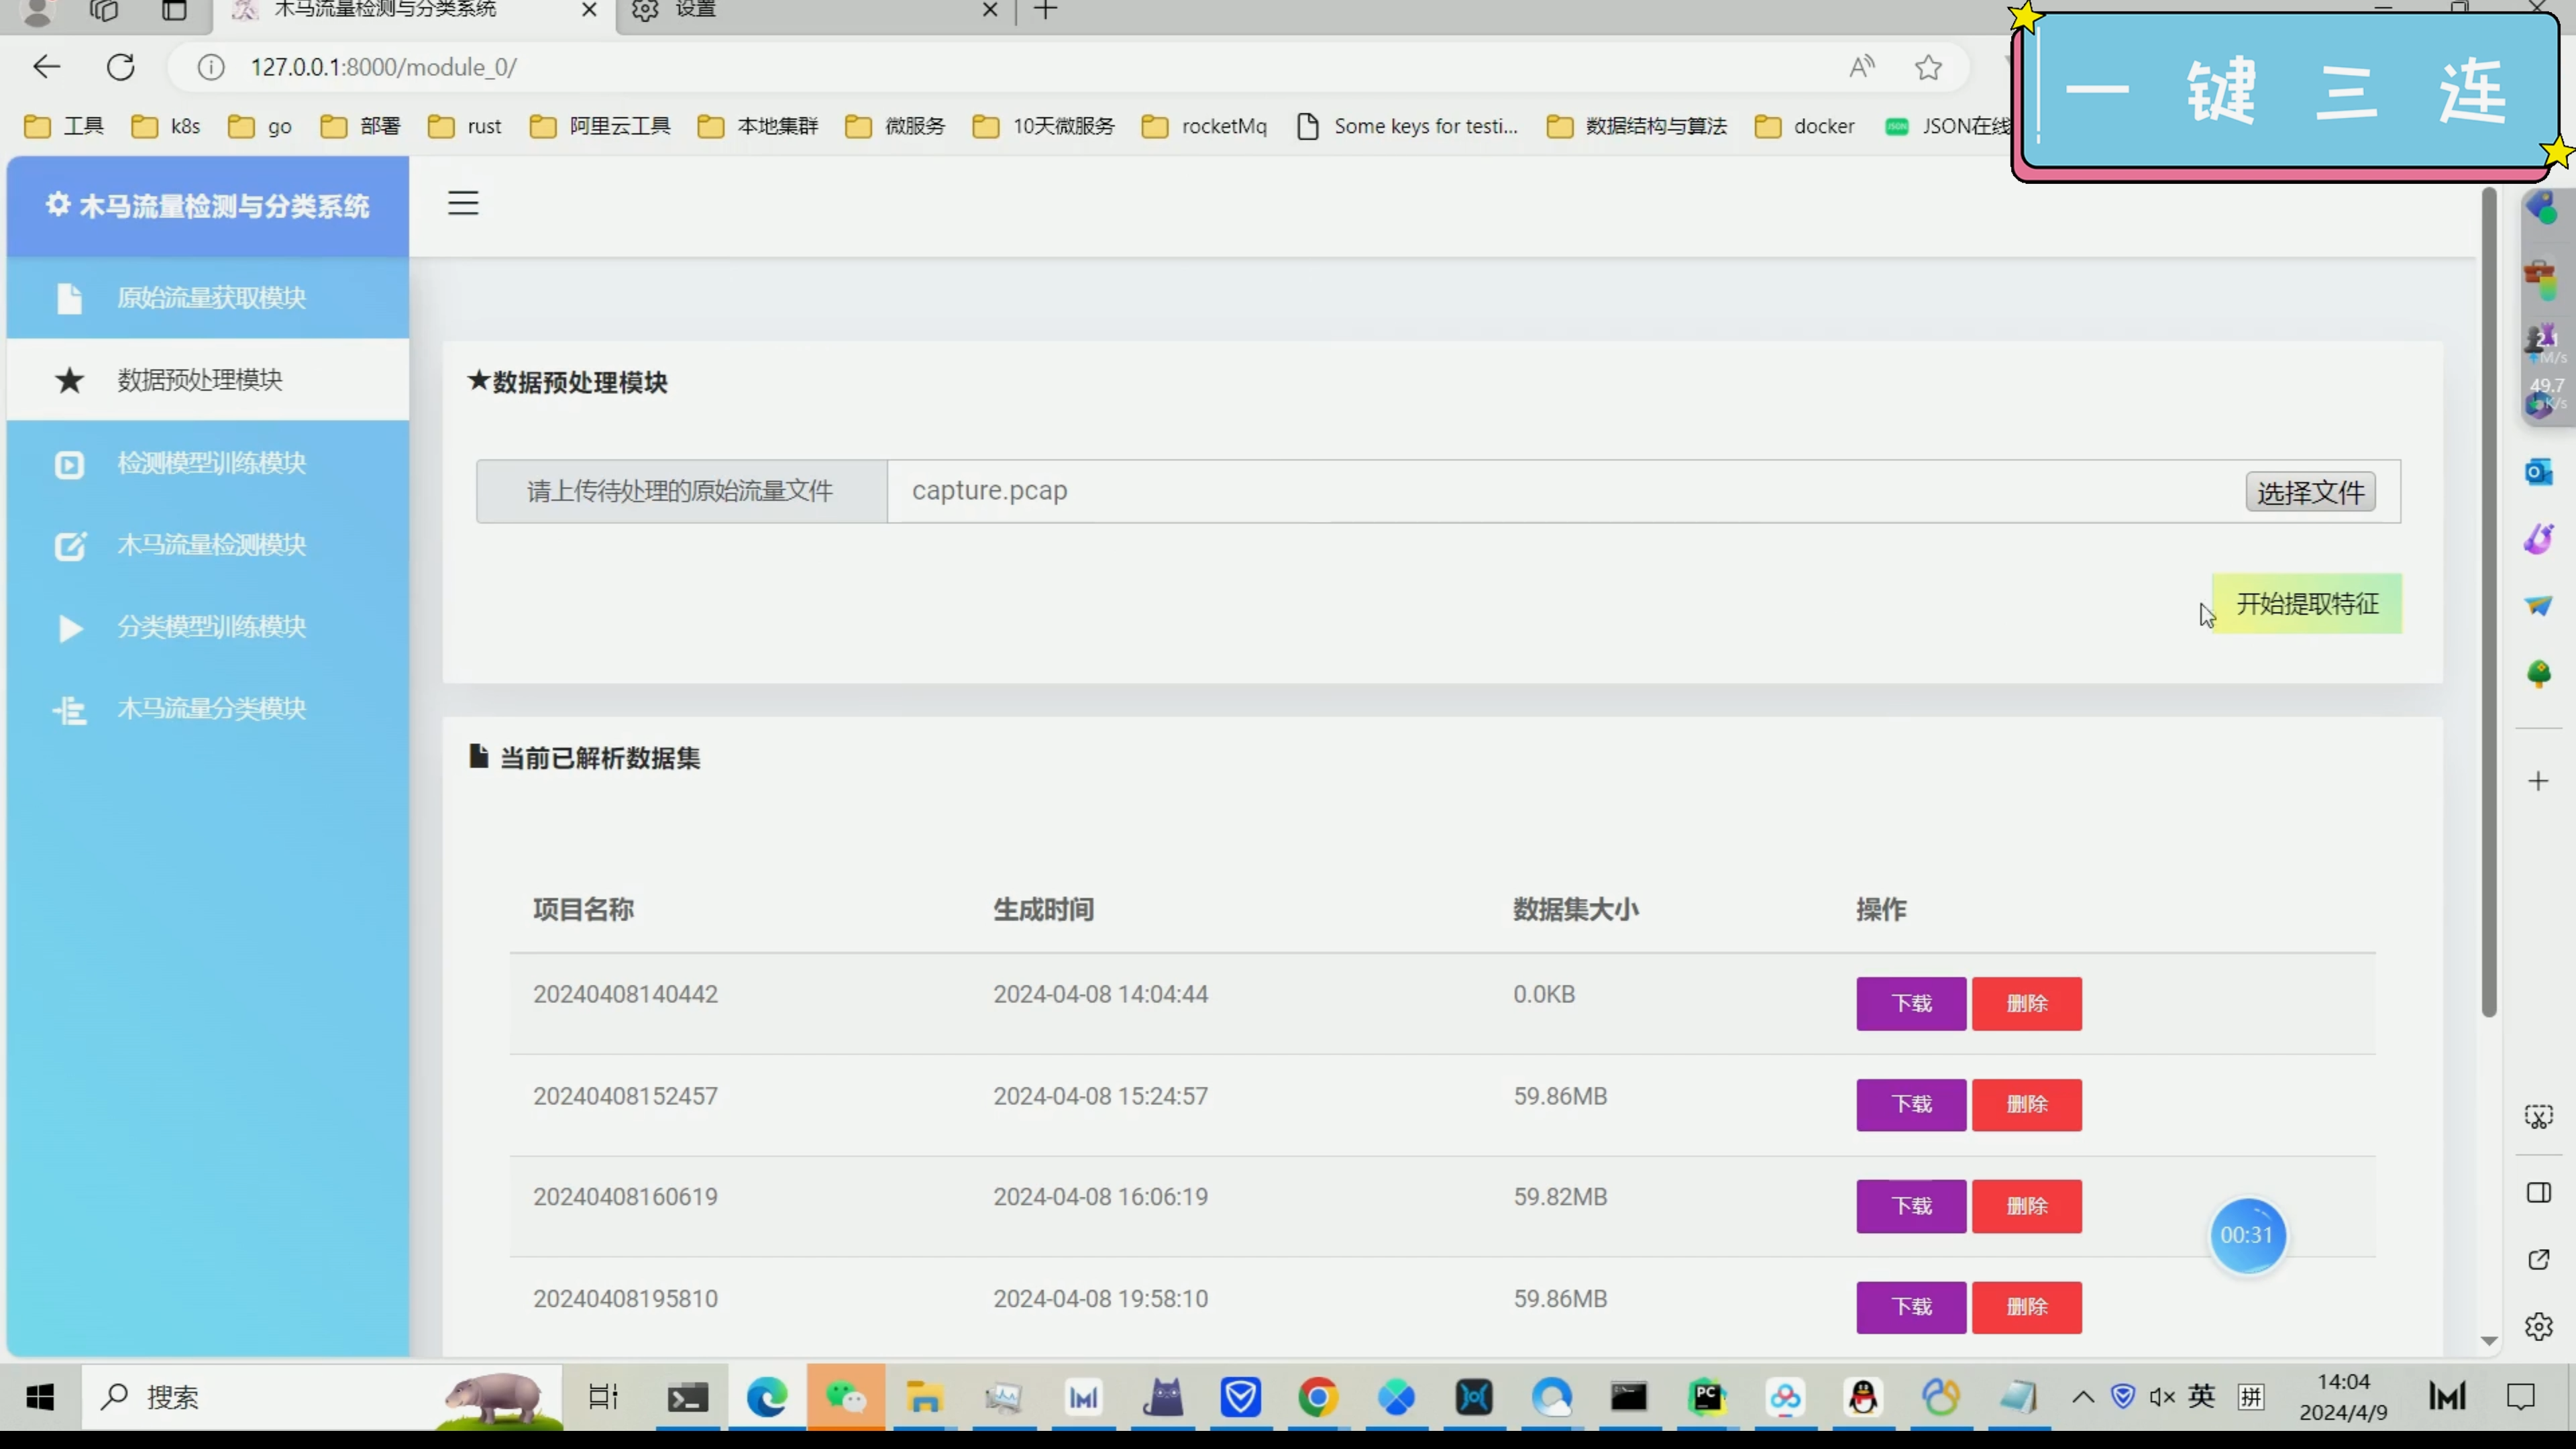 木马流量检测与分类系统
设置
一键三连
127.0.0.1:8000/module_0/
工具 k8s go 部署 rust 阿里云工具 本地集群 微服务 10天微服务 rocketMq Some keys for testi... 数据结构与算法 docker JSON在线
木马流量检测与分类系统
原始流量获取模块
数据预处理模块
检测模型训练模块
木马流量检测模块
分类模型训练模块
木马流量分类模块
★数据预处理模块
请上传待处理的原始流量文件 capture.pcap 选择文件
开始提取特征
当前已解析数据集
项目名称 生成时间 数据集大小 操作
20240408140442 2024-04-08 14:04:44 0.0KB 下载 删除
20240408152457 2024-04-08 15:24:57 59.86MB 下载 删除
20240408160619 2024-04-08 16:06:19 59.82MB 下载 删除
20240408195810 2024-04-08 19:58:10 59.86MB 下载 删除
00:31
49.7
K/s
搜索
英 拼
14:04
2024/4/9